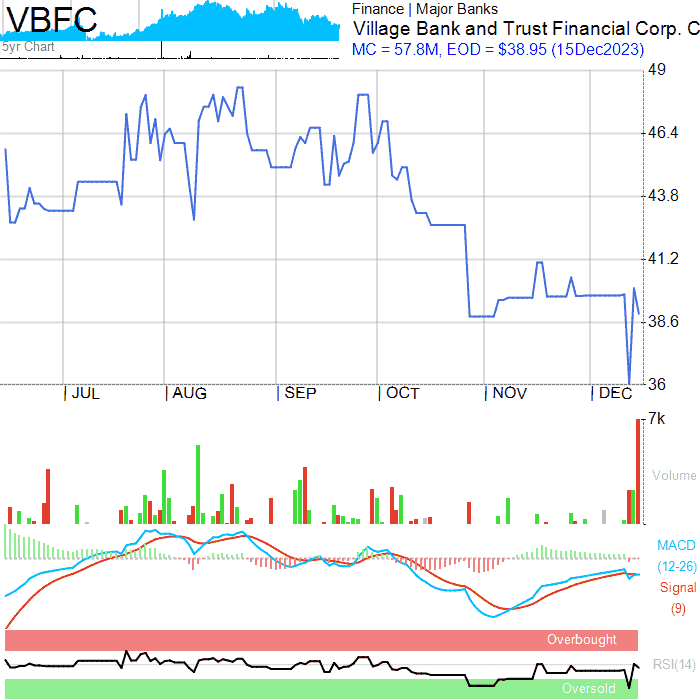 VBFC
5yr Chart
Finance | Major Banks
Village Bank and Trust Financial Corp. C
MC = 57.8M, EOD = $38.95 (15Dec2023)
49
46.4
43.8
41.2
38.6
36
JUL AUG SEP OCT NOV DEC
7k
Volume
MACD
(12-26)
Signal
(9)
Overbought
RSI(14)
Oversold